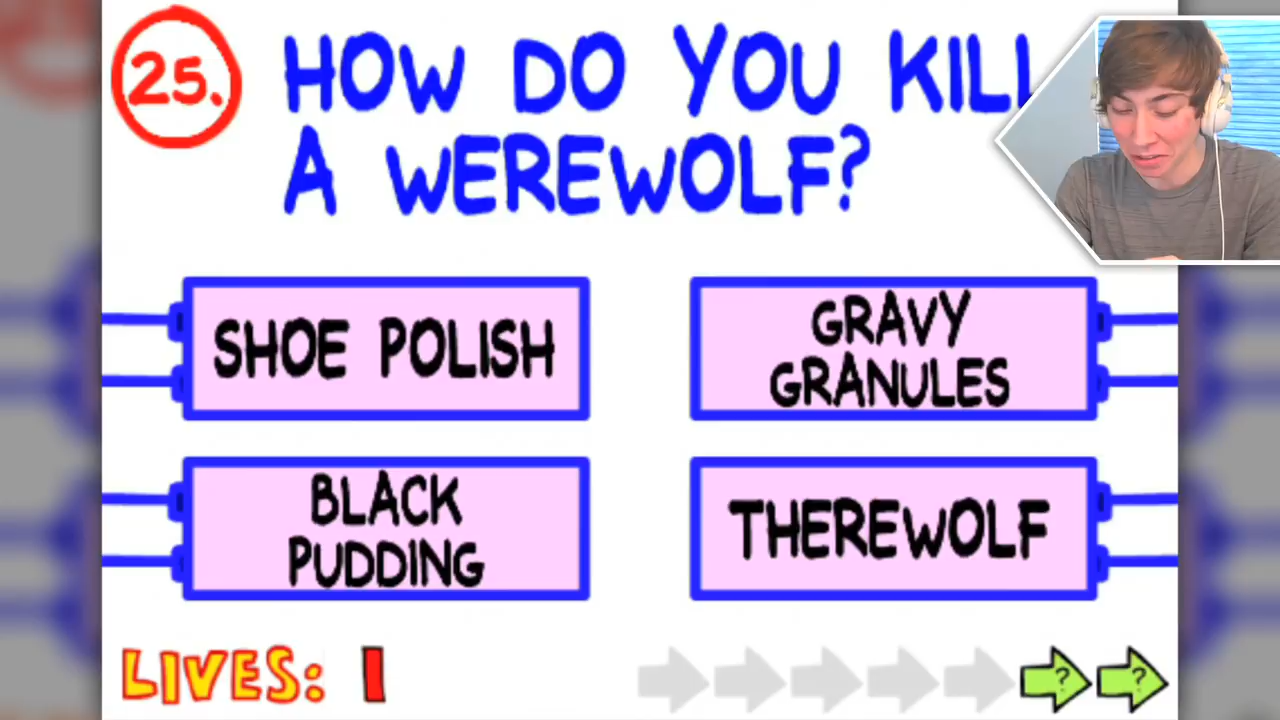 25.
HOW DO YOU KILL
A WEREWOLF?
SHOE POLISH
GRAVY
GRANULES
BLACK
PUDDING
THEREWOLF
LIVES: 1
? ?